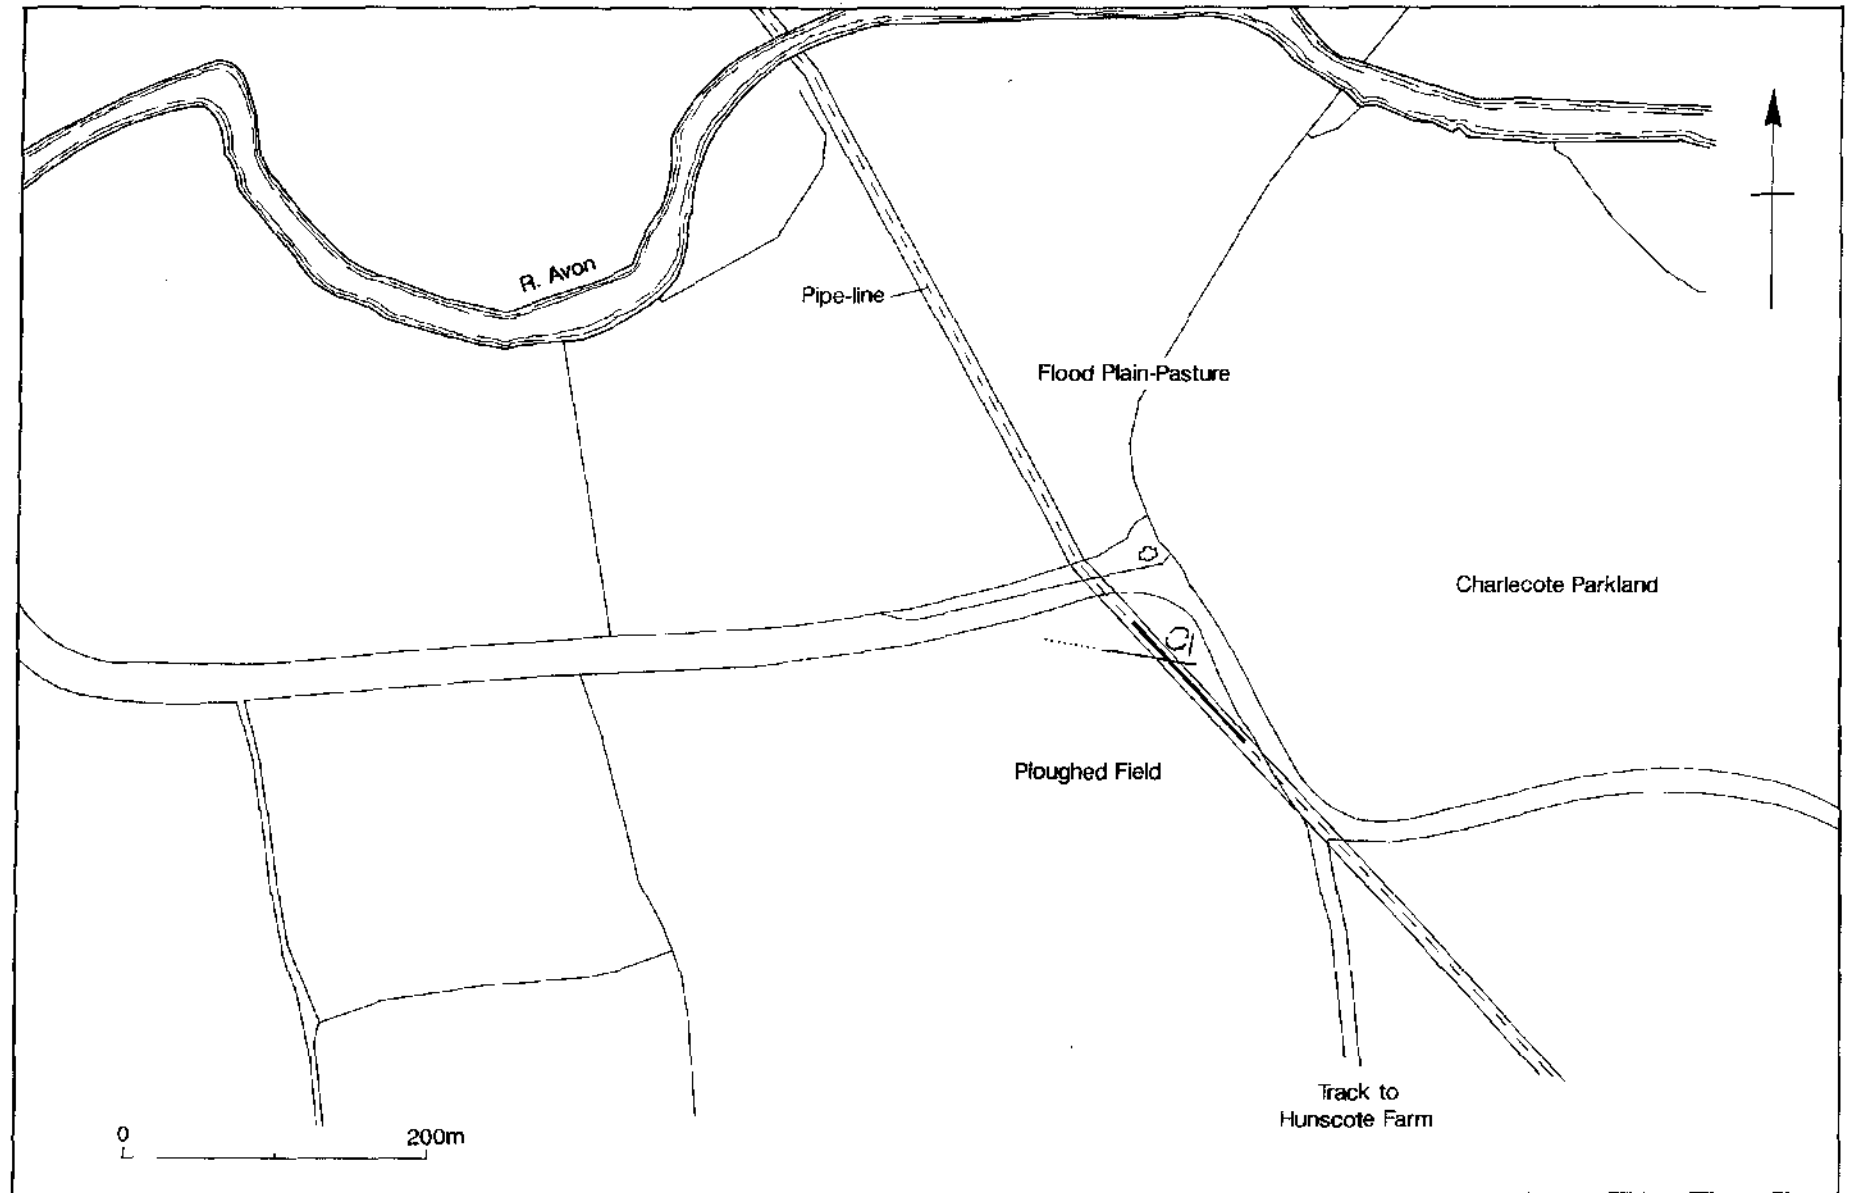 R. Avon
Pipe-line
Flood Plain-Pasture
Charlecote Parkland
Ploughed Field
Track to
Hunscote Farm
0 200m